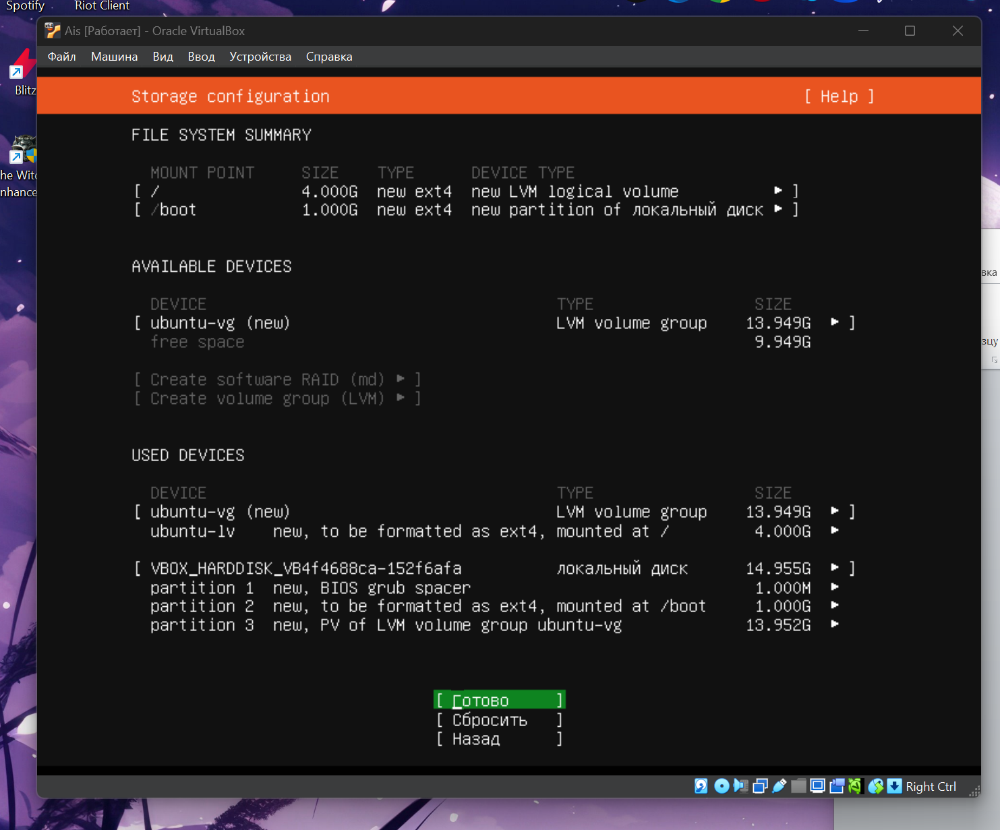 Spotify
Riot Client
Ais [Работает] - Oracle VirtualBox
Файл Машина Вид Ввод Устройства Справка
Blitz
he Witc
nhance
Storage configuration [ Help ]
FILE SYSTEM SUMMARY
MOUNT POINT SIZE TYPE DEVICE TYPE
[ / 4.000G new ext4 new LVM logical volume ▸ ]
[ /boot 1.000G new ext4 new partition of локальный диск ▸ ]
AVAILABLE DEVICES
DEVICE TYPE SIZE
[ ubuntu-vg (new) LVM volume group 13.949G ▸ ]
free space 9.949G
[ Create software RAID (md) ▸ ]
[ Create volume group (LVM) ▸ ]
USED DEVICES
DEVICE TYPE SIZE
[ ubuntu-vg (new) LVM volume group 13.949G ▸ ]
ubuntu-lv new, to be formatted as ext4, mounted at / 4.000G ▸
[ VBOX_HARDDISK_VB4f4688ca-152f6afa локальный диск 14.955G ▸ ]
partition 1 new, BIOS grub spacer 1.000M ▸
partition 2 new, to be formatted as ext4, mounted at /boot 1.000G ▸
partition 3 new, PV of LVM volume group ubuntu-vg 13.952G ▸
[ Готово ]
[ Сбросить ]
[ Назад ]
Right Ctrl
вка
зцу